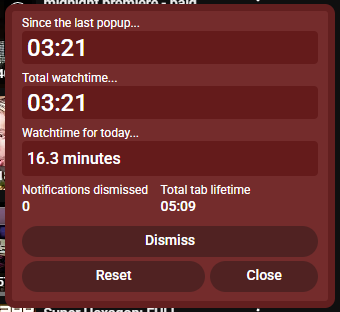 midnight premiere - paid
Since the last popup...
03:21
Total watchtime...
03:21
Watchtime for today...
16.3 minutes
Notifications dismissed Total tab lifetime
0 05:09
Dismiss
Reset Close
Super Hexagon: FULL